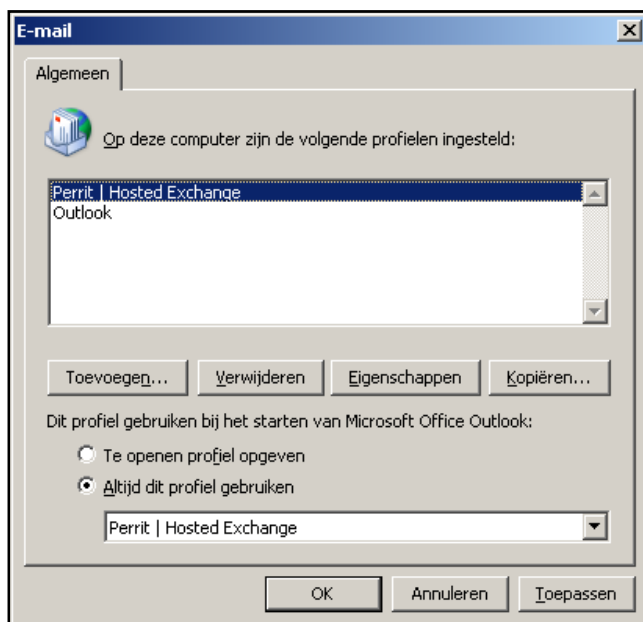 E-mail
Algemeen
Op deze computer zijn de volgende profielen ingesteld:
Perrit | Hosted Exchange
Outlook
Toevoegen... Verwijderen Eigenschappen Kopiëren...
Dit profiel gebruiken bij het starten van Microsoft Office Outlook:
Te openen profiel opgeven
Altijd dit profiel gebruiken
Perrit | Hosted Exchange
OK Annuleren Toepassen